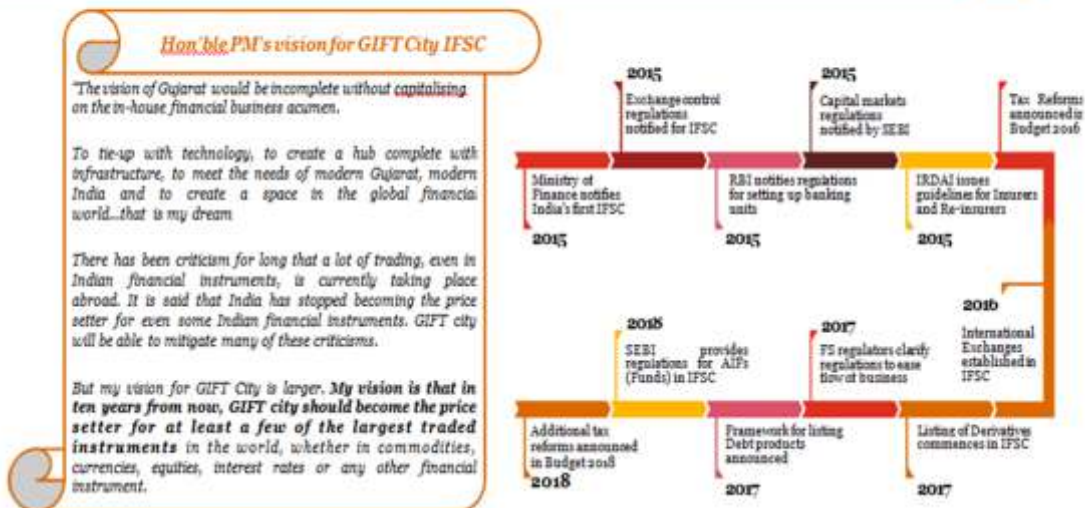 Hon'ble PM's vision for GIFT City IFSC
"The vision of Gujarat would be incomplete without capitalising
on the in-house financial business acumen.
To tie-up with technology, to create a hub complete with
infrastructure, to meet the needs of modern Gujarat, modern
India and to create a space in the global financial
world...that is my dream
There has been criticism for long that a lot of trading, even in
Indian financial instruments, is currently taking place
abroad. It is said that India has stopped becoming the price
setter for even some Indian financial instruments. GIFT city
will be able to mitigate many of these criticisms.
But my vision for GIFT City is larger. My vision is that in
ten years from now, GIFT city should become the price
setter for at least a few of the largest traded
instruments in the world, whether in commodities,
currencies, equities, interest rates or any other financial
instrument.
2015
Exchange control
regulations
notified for IFSC
2015
Capital markets
regulations
notified by SEBI
Tax Reforms
announced in
Budget 2016
Ministry of
Finance notifies
India's first IFSC
2015
RBI notifies regulations
for setting up banking
units
2015
IRDAI issues
guidelines for Insurers
and Re-insurers
2015
2016
International
Exchanges
established in
IFSC
2018
SEBI provides
regulations for AIFs
(Funds) in IFSC
2017
FS regulators clarify
regulations to ease
flow of business
Additional tax
reforms announced
in Budget 2018
2018
Framework for listing
Debt products
announced
2017
Listing of Derivatives
commences in IFSC
2017